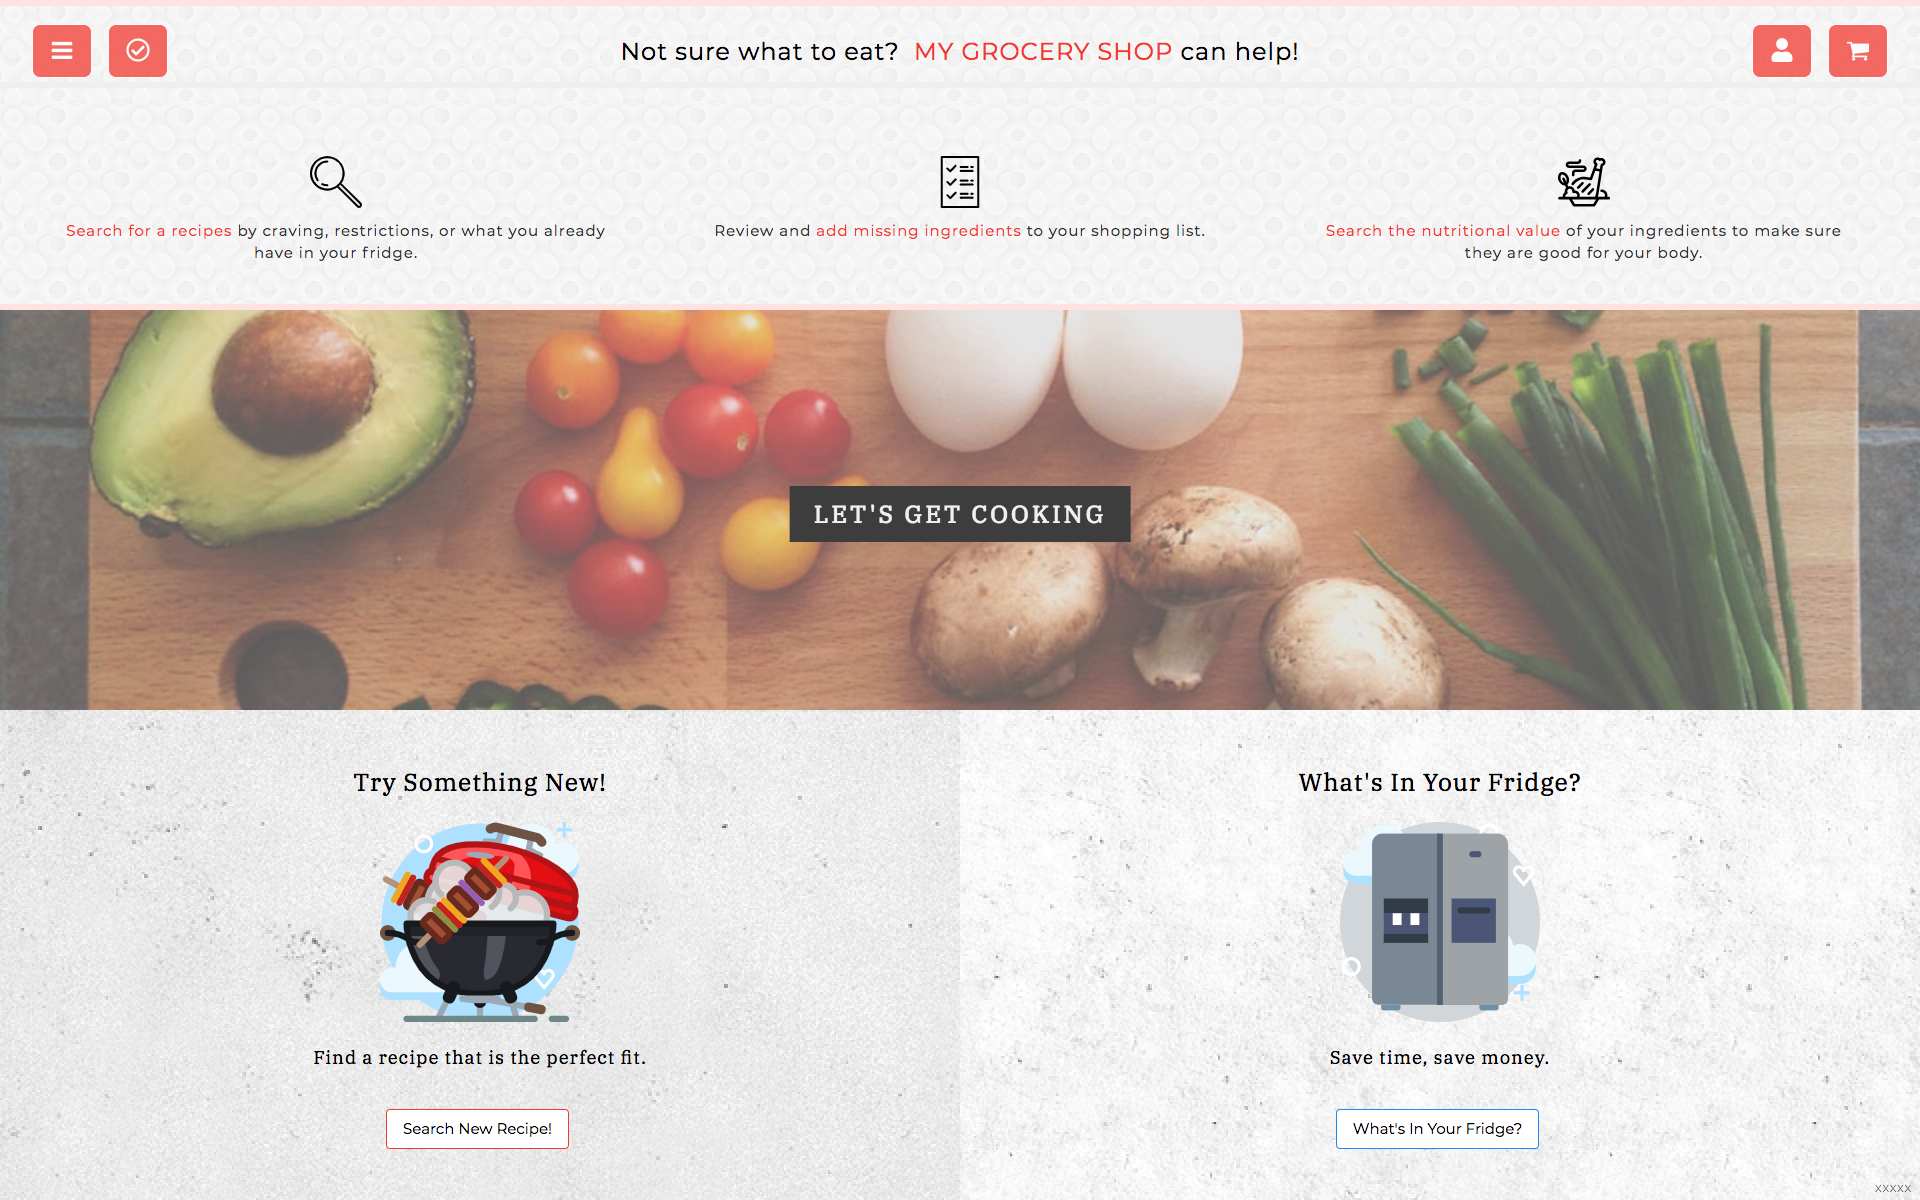 Not sure what to eat? MY GROCERY SHOP can help!
Search for a recipes by craving, restrictions, or what you already
have in your fridge.
Review and add missing ingredients to your shopping list.
Search the nutritional value of your ingredients to make sure
they are good for your body.
LET'S GET COOKING
Try Something New!
Find a recipe that is the perfect fit.
Search New Recipe!
What's In Your Fridge?
Save time, save money.
What's In Your Fridge?
xxxxx